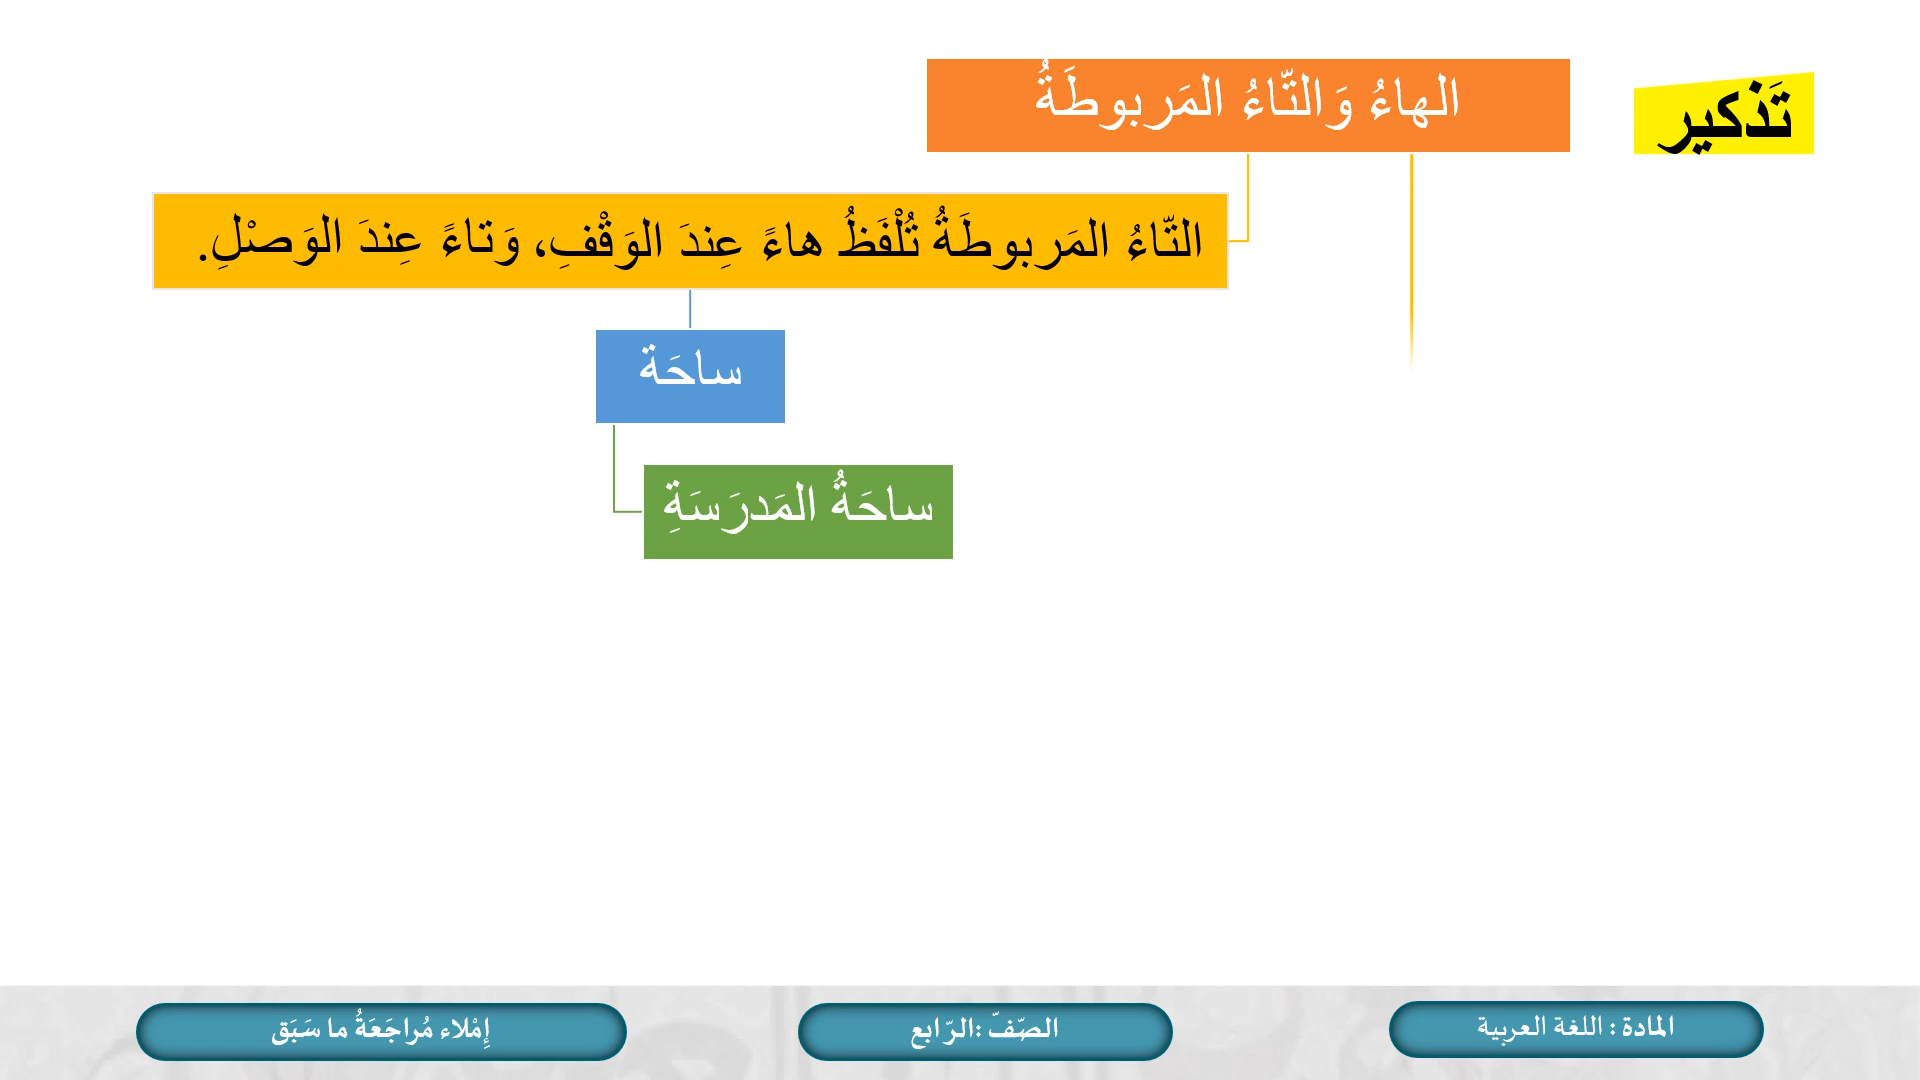 تَذكير
الهاءُ وَالتّاءُ المَربوطَةُ
التّاءُ المَربوطَةُ تُلْفَظُ هاءً عِندَ الوَقْفِ، وَتاءً عِندَ الوَصْلِ.
ساحَة
ساحَةُ المَدرَسَةِ
المادة : اللغة العربية
الصّفّ :الرّابع
إِمْلاء مُراجَعَةُ ما سَبَق